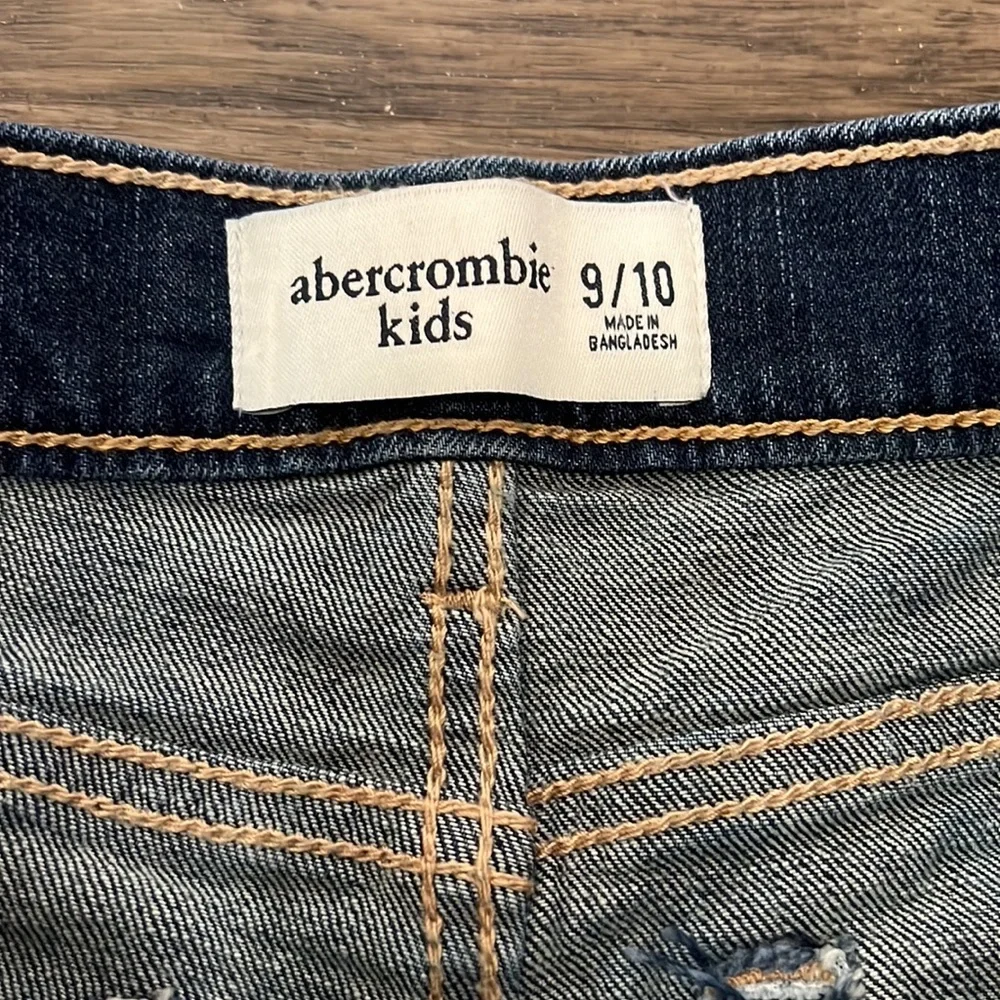 abercrombie
kids
9/10
MADE IN
BANGLADESH